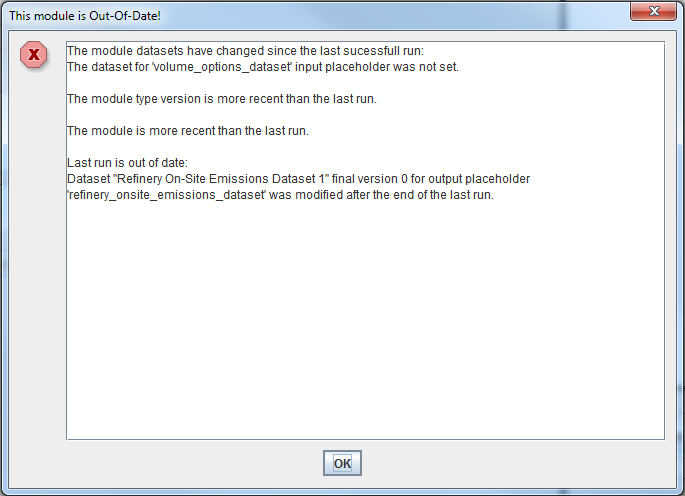 This module is Out-Of-Date!
The module datasets have changed since the last sucessfull run:
The dataset for 'volume_options_dataset' input placeholder was not set.
The module type version is more recent than the last run.
The module is more recent than the last run.
Last run is out of date:
Dataset "Refinery On-Site Emissions Dataset 1" final version 0 for output placeholder
'refinery_onsite_emissions_dataset' was modified after the end of the last run.
OK